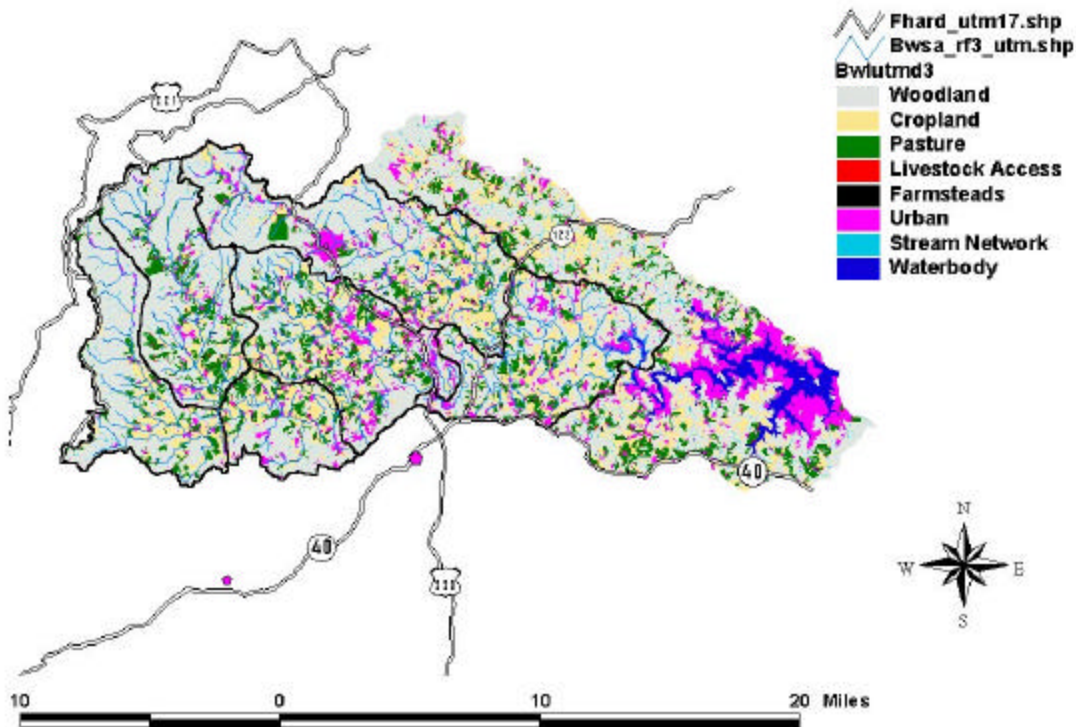 Fhard_utm17.shp
Bwsa_rf3_utm.shp
Bwlutmd3
Woodland
Cropland
Pasture
Livestock Access
Farmsteads
Urban
Stream Network
Waterbody
122
40
40
N
W E
S
10 0 10 20 Miles